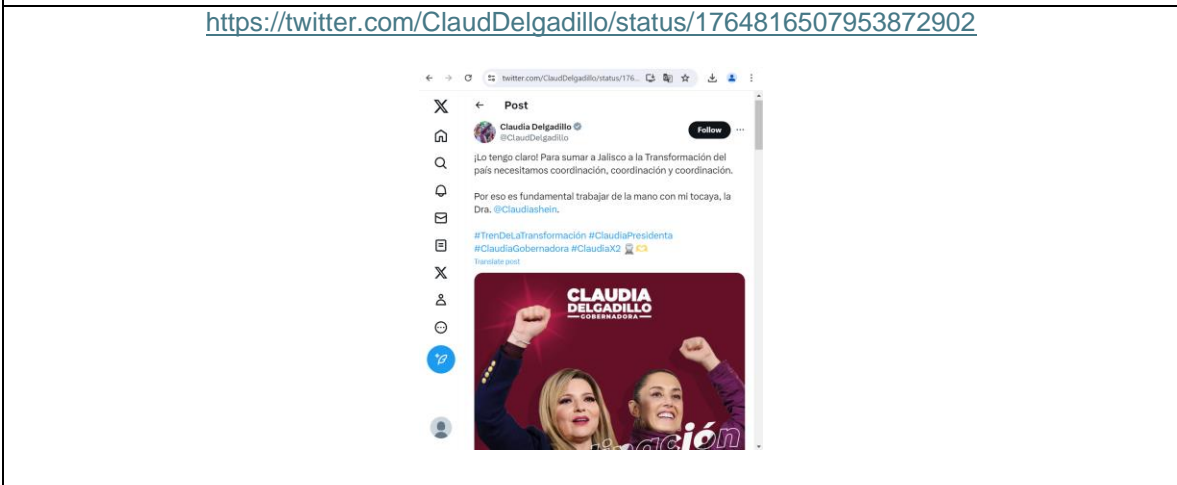 https://twitter.com/ClaudDelgadillo/status/1764816507953872902
twitter.com/ClaudDelgadillo/status/176...
Post
Claudia Delgadillo
@ClaudDelgadillo
Follow
¡Lo tengo claro! Para sumar a Jalisco a la Transformación del
país necesitamos coordinación, coordinación y coordinación.
Por eso es fundamental trabajar de la mano con mi tocaya, la
Dra. @Claudiashein.
#TrenDeLaTransformación #ClaudiaPresidenta
#ClaudiaGobernadora #ClaudiaX2
Translate post
CLAUDIA
DELGADILLO
GOBERNADORA